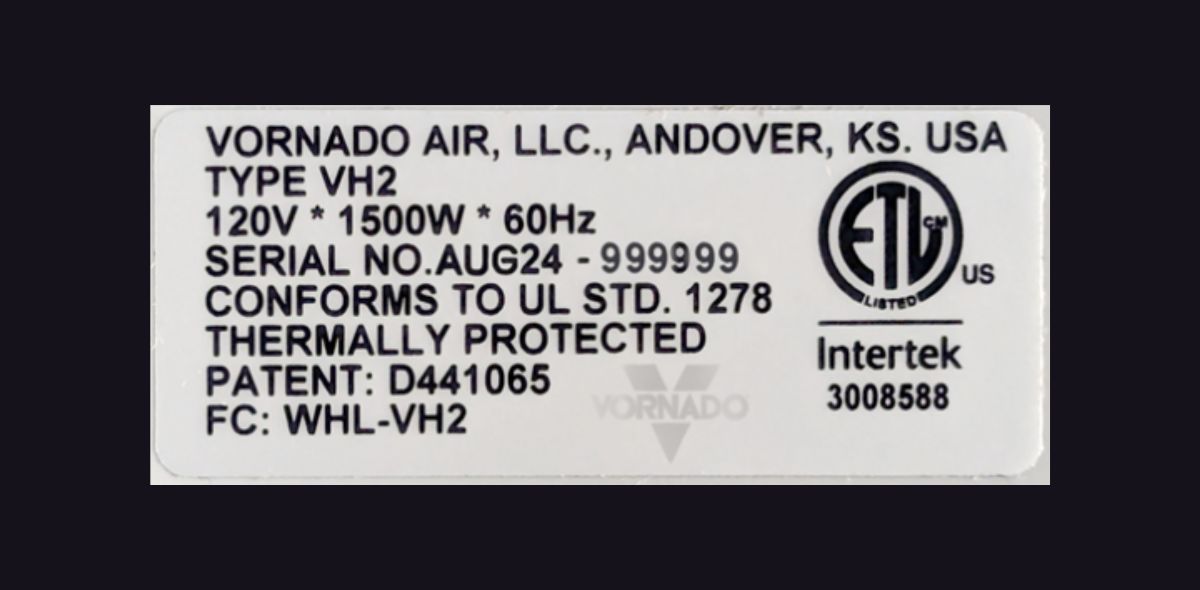 VORNADO AIR, LLC., ANDOVER, KS. USA
TYPE VH2
120V * 1500W * 60Hz
SERIAL NO.AUG24 - 999999
CONFORMS TO UL STD. 1278
THERMALLY PROTECTED
PATENT: D441065
FC: WHL-VH2
VORNADO
ETL CM
US
LISTED
Intertek
3008588